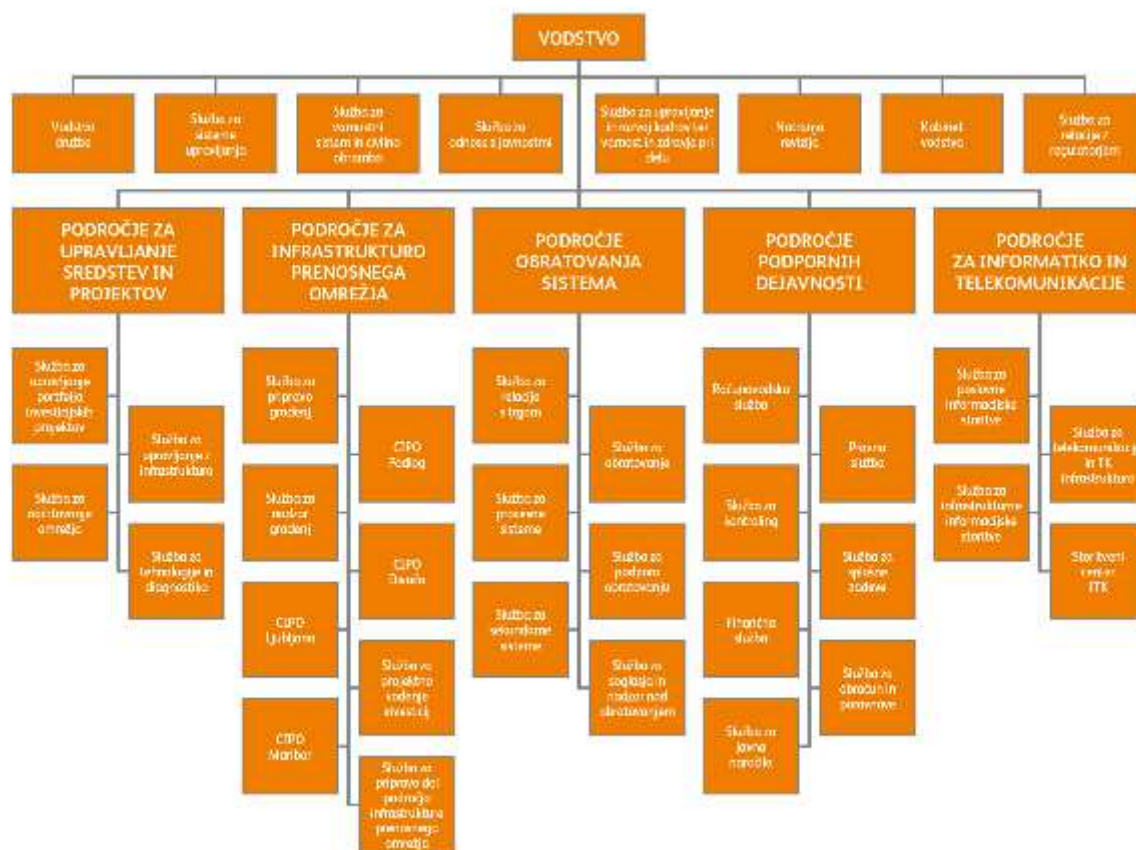 VODSTVO
Vodstvo
družbe
Služba za
sisteme
upravljanja
Služba za
varnostni
sistem in civilno
obrambo
Služba za
odnose z javnostmi
Služba za upravljanje
in razvoj kadrov ter
varnost in zdravje pri
delu
Notranja
revizija
Kabinet
vodstva
Služba za
relacije z
regulatorjem
PODROČJE ZA
UPRAVLJANJE
SREDSTEV IN
PROJEKTOV
PODROČJE ZA
INFRASTRUKTURO
PRENOSNEGA
OMREŽJA
PODROČJE
OBRATOVANJA
SISTEMA
PODROČJE
PODPORNIH
DEJAVNOSTI
PODROČJE
ZA INFORMATIKO IN
TELEKOMUNIKACIJE
Služba za
upravljanje
portfelja
investicijskih
projektov
Služba za
upravljanje z
infrastrukturo
Služba za
načrtovanje
omrežja
Služba za
tehnologije in
diagnostiko
Služba za
pripravo
gradenj
CIPO
Podlog
Služba za
nadzor
gradenj
CIPO
Divača
CIPO
Ljubljana
Služba za
projektno
vodenje
investicij
CIPO
Maribor
Služba za
pripravo del
področja
infrastrukture
prenosnega
omrežja
Služba za
relacije
s trgom
Služba za
obratovanje
Služba za
procesne
sisteme
Služba za
podporo
obratovanju
Služba za
sekundarne
sisteme
Služba za
soglasja in
nadzor nad
obratovanjem
Računovodska
služba
Pravna
služba
Služba za
kontroling
Služba za
splošne
zadeve
Finančna
služba
Služba za
obračun in
poravnave
Služba za
javna
naročila
Služba za
poslovne
informacijske
storitve
Služba za
telekomunikacije
in TK
infrastrukturo
Služba za
infrastrukturne
informacijske
storitve
Storitveni
center
ITK